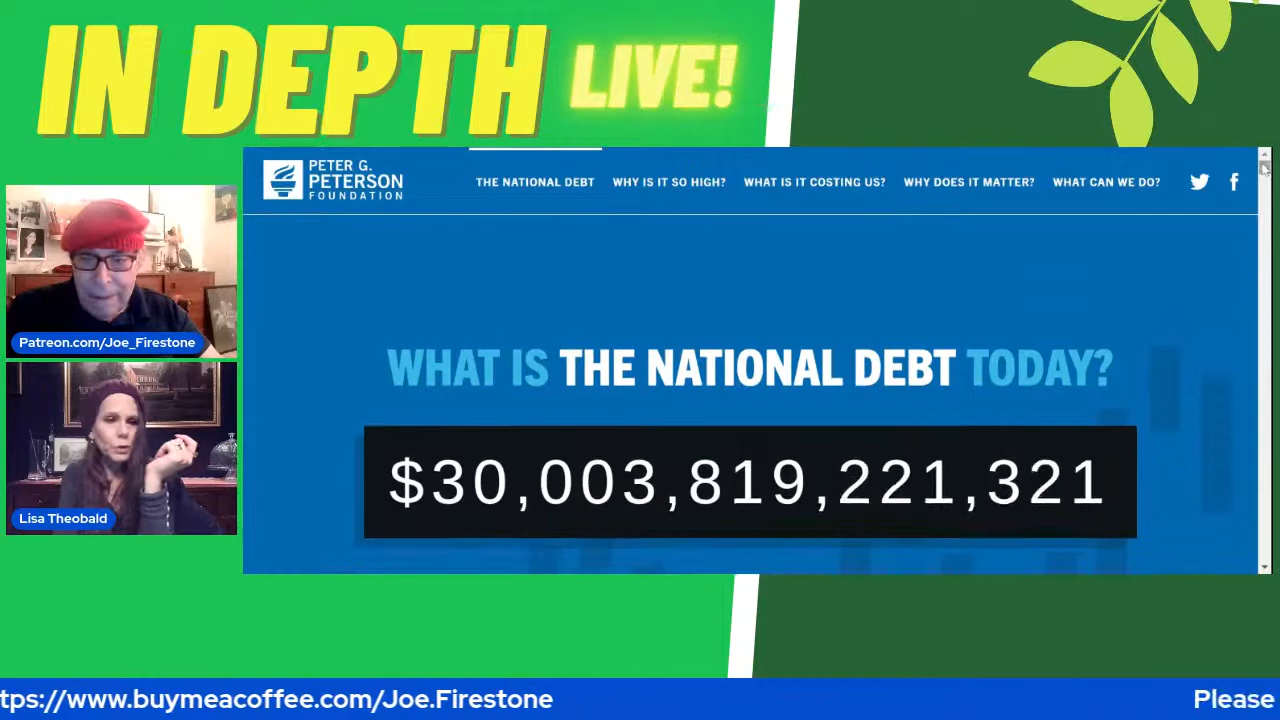 IN DEPTH LIVE!
PETER G.
PETERSON
FOUNDATION
THE NATIONAL DEBT WHY IS IT SO HIGH? WHAT IS IT COSTING US? WHY DOES IT MATTER? WHAT CAN WE DO?
Patreon.com/Joe_Firestone
WHAT IS THE NATIONAL DEBT TODAY?
$30,003,819,221,321
Lisa Theobald
tps://www.buymeacoffee.com/Joe.Firestone Please